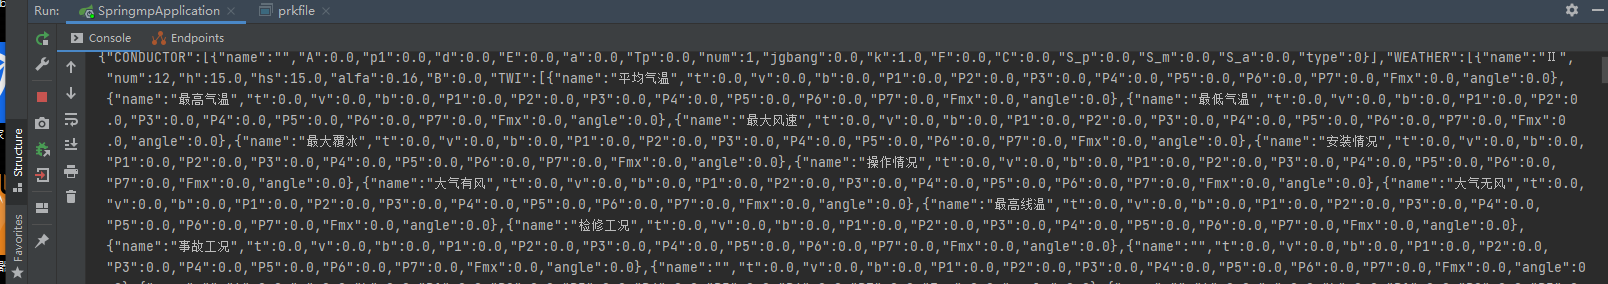 Run: SpringmpApplication × prkfile ×
Console Endpoints
{"CONDUCTOR":[{"name":"","A":0.0,"p1":0.0,"d":0.0,"E":0.0,"a":0.0,"Tp":0.0,"num":1,"jgbang":0.0,"k":1.0,"F":0.0,"C":0.0,"S_p":0.0,"S_m":0.0,"S_a":0.0,"type":0}],"WEATHER":[{"name":"Ⅱ",
"num":12,"h":15.0,"hs":15.0,"alfa":0.16,"B":0.0,"TWI":[{"name":"平均气温","t":0.0,"v":0.0,"b":0.0,"P1":0.0,"P2":0.0,"P3":0.0,"P4":0.0,"P5":0.0,"P6":0.0,"P7":0.0,"Fmx":0.0,"angle":0.0},
{"name":"最高气温","t":0.0,"v":0.0,"b":0.0,"P1":0.0,"P2":0.0,"P3":0.0,"P4":0.0,"P5":0.0,"P6":0.0,"P7":0.0,"Fmx":0.0,"angle":0.0},{"name":"最低气温","t":0.0,"v":0.0,"b":0.0,"P1":0.0,"P2":0
.0,"P3":0.0,"P4":0.0,"P5":0.0,"P6":0.0,"P7":0.0,"Fmx":0.0,"angle":0.0},{"name":"最大风速","t":0.0,"v":0.0,"b":0.0,"P1":0.0,"P2":0.0,"P3":0.0,"P4":0.0,"P5":0.0,"P6":0.0,"P7":0.0,"Fmx":0
.0,"angle":0.0},{"name":"最大覆冰","t":0.0,"v":0.0,"b":0.0,"P1":0.0,"P2":0.0,"P3":0.0,"P4":0.0,"P5":0.0,"P6":0.0,"P7":0.0,"Fmx":0.0,"angle":0.0},{"name":"安装情况","t":0.0,"v":0.0,"b":0.0,
"P1":0.0,"P2":0.0,"P3":0.0,"P4":0.0,"P5":0.0,"P6":0.0,"P7":0.0,"Fmx":0.0,"angle":0.0},{"name":"操作情况","t":0.0,"v":0.0,"b":0.0,"P1":0.0,"P2":0.0,"P3":0.0,"P4":0.0,"P5":0.0,"P6":0.0,
"P7":0.0,"Fmx":0.0,"angle":0.0},{"name":"大气有风","t":0.0,"v":0.0,"b":0.0,"P1":0.0,"P2":0.0,"P3":0.0,"P4":0.0,"P5":0.0,"P6":0.0,"P7":0.0,"Fmx":0.0,"angle":0.0},{"name":"大气无风","t":0.0,
"v":0.0,"b":0.0,"P1":0.0,"P2":0.0,"P3":0.0,"P4":0.0,"P5":0.0,"P6":0.0,"P7":0.0,"Fmx":0.0,"angle":0.0},{"name":"最高线温","t":0.0,"v":0.0,"b":0.0,"P1":0.0,"P2":0.0,"P3":0.0,"P4":0.0,
"P5":0.0,"P6":0.0,"P7":0.0,"Fmx":0.0,"angle":0.0},{"name":"检修工况","t":0.0,"v":0.0,"b":0.0,"P1":0.0,"P2":0.0,"P3":0.0,"P4":0.0,"P5":0.0,"P6":0.0,"P7":0.0,"Fmx":0.0,"angle":0.0},
{"name":"事故工况","t":0.0,"v":0.0,"b":0.0,"P1":0.0,"P2":0.0,"P3":0.0,"P4":0.0,"P5":0.0,"P6":0.0,"P7":0.0,"Fmx":0.0,"angle":0.0},{"name":"","t":0.0,"v":0.0,"b":0.0,"P1":0.0,"P2":0.0,
"P3":0.0,"P4":0.0,"P5":0.0,"P6":0.0,"P7":0.0,"Fmx":0.0,"angle":0.0},{"name":"","t":0.0,"v":0.0,"b":0.0,"P1":0.0,"P2":0.0,"P3":0.0,"P4":0.0,"P5":0.0,"P6":0.0,"P7":0.0,"Fmx":0.0,"angle":0
Structure
Favorites